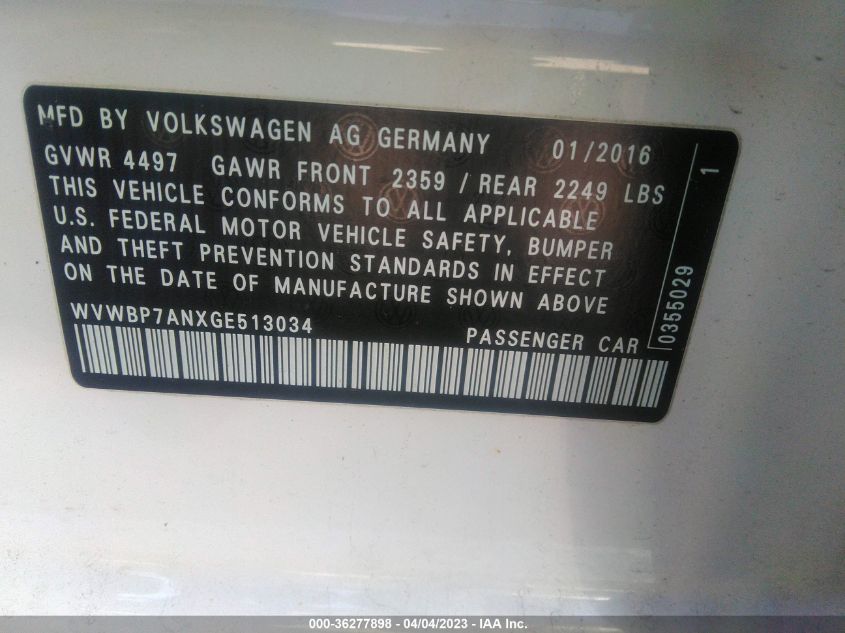 MFD BY VOLKSWAGEN AG GERMANY 01/2016
GVWR 4497 GAWR FRONT 2359 / REAR 2249 LBS
THIS VEHICLE CONFORMS TO ALL APPLICABLE
U.S. FEDERAL MOTOR VEHICLE SAFETY, BUMPER
AND THEFT PREVENTION STANDARDS IN EFFECT
ON THE DATE OF MANUFACTURE SHOWN ABOVE
WVWBP7ANXGE513034 PASSENGER CAR
0355029 1
000-36277898 - 04/04/2023 - IAA Inc.